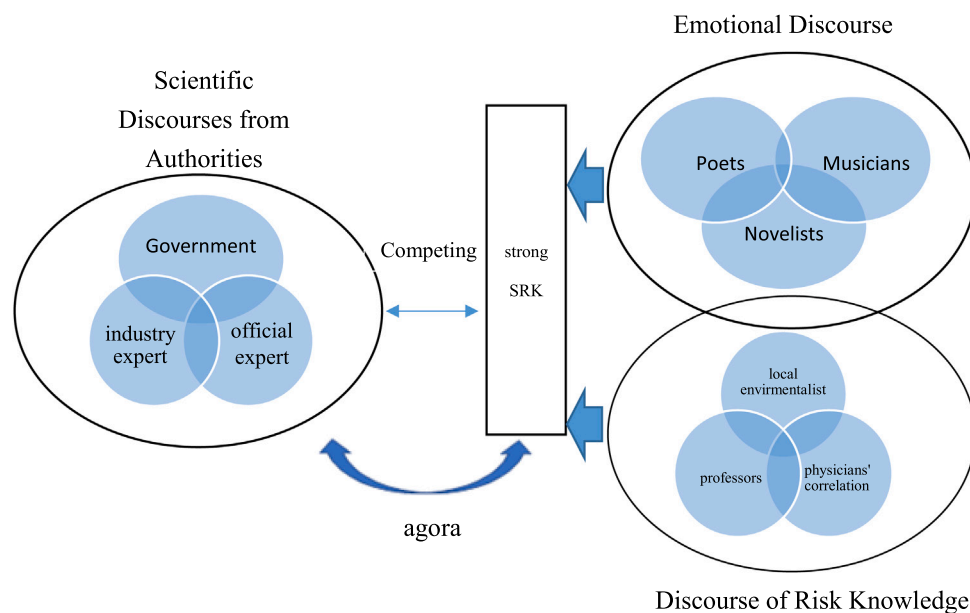 Scientific
Discourses from
Authorities
Government
industry
expert
official
expert
Competing
agora
strong
SRK
Emotional Discourse
Poets
Musicians
Novelists
local
envirmentalist
professors
physicians'
correlation
Discourse of Risk Knowledge